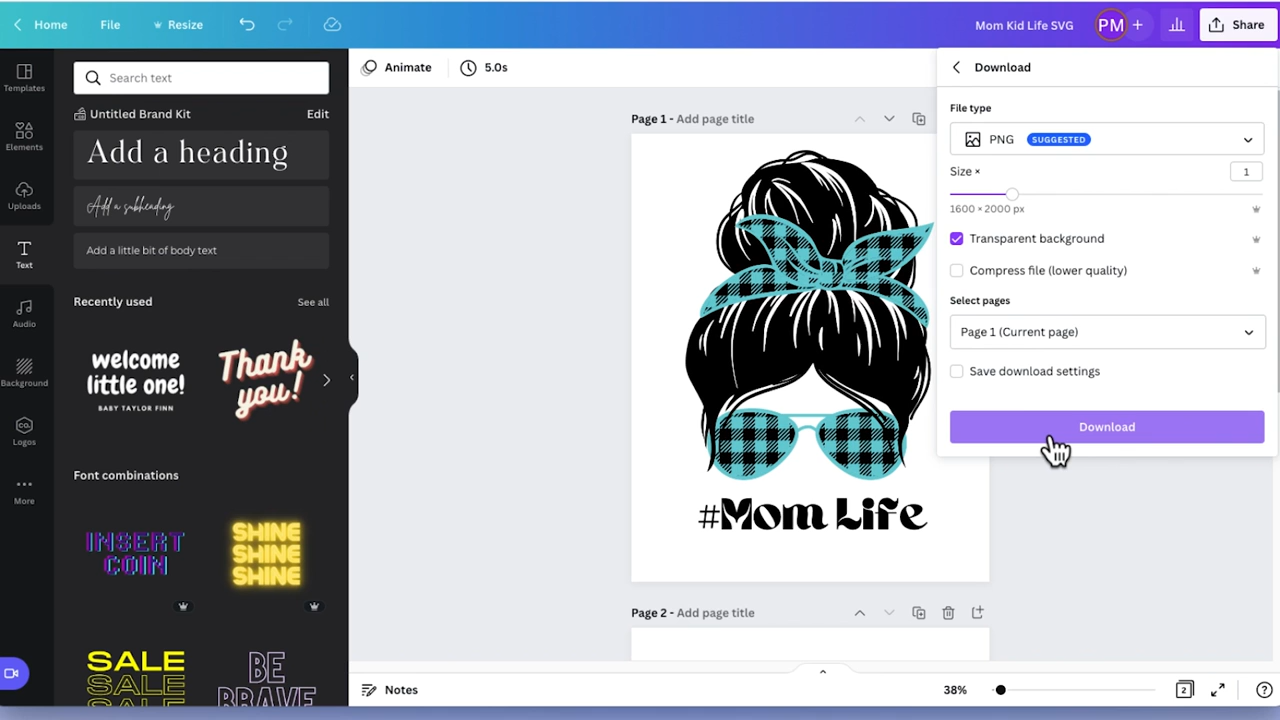 Home
File
Resize
Mom Kid Life SVG
PM
+
Share
Templates
Elements
Uploads
Text
Audio
Background
Logos
More
Search text
Untitled Brand Kit
Edit
Add a heading
Add a subheading
Add a little bit of body text
Recently used
See all
welcome
little one!
BABY TAYLOR FINN
Thank
you!
Font combinations
INSERT
COIN
SHINE
SHINE
SHINE
SALE
SALE
SALE
BE
BRAVE
CO.
Animate
5.0s
Page 1 - Add page title
#Mom Life
Page 2 - Add page title
Notes
38%
2
?
Download
File type
PNG
SUGGESTED
Size ×
1
1600 × 2000 px
Transparent background
Compress file (lower quality)
Select pages
Page 1 (Current page)
Save download settings
Download